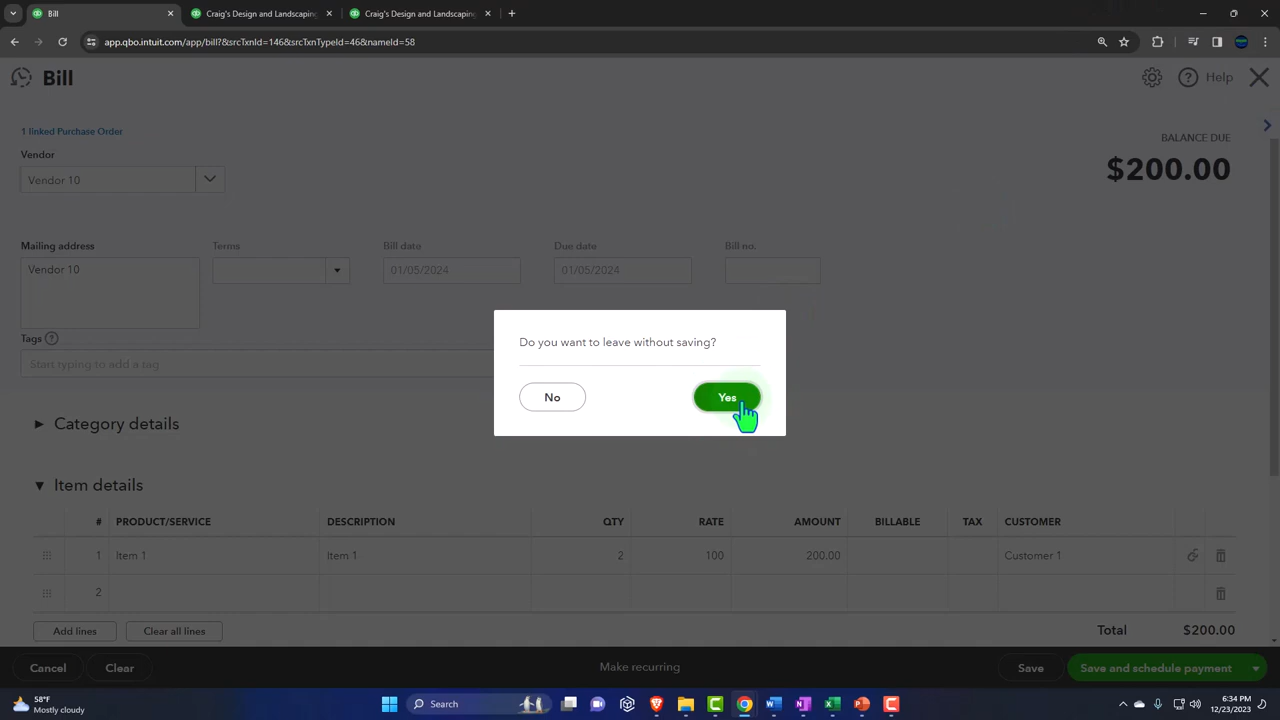 Bill
Craig's Design and Landscaping
Craig's Design and Landscaping
app.qbo.intuit.com/app/bill?&srcTxnId=146&srcTxnTypeId=46&nameId=58
Bill
Help
1 linked Purchase Order
BALANCE DUE
Vendor
$200.00
Vendor 10
Mailing address
Terms
Bill date
Due date
Bill no.
Vendor 10
01/05/2024
01/05/2024
Tags
Start typing to add a tag
Do you want to leave without saving?
No
Yes
Category details
Item details
# PRODUCT/SERVICE DESCRIPTION QTY RATE AMOUNT BILLABLE TAX CUSTOMER
1 Item 1 Item 1 2 100 200.00 Customer 1
2
Add lines
Clear all lines
Total $200.00
Cancel
Clear
Make recurring
Save
Save and schedule payment
58°F
Mostly cloudy
Search
6:34 PM
12/23/2023